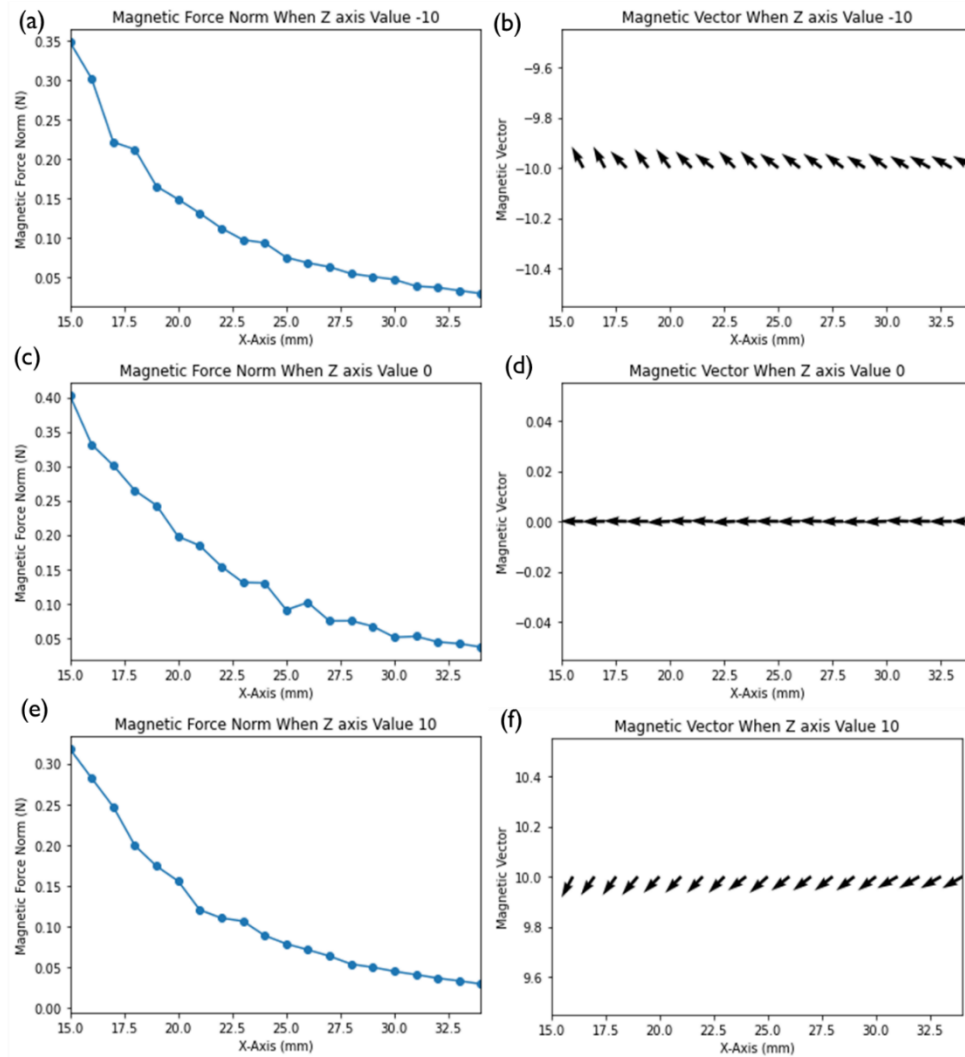 (a)
Magnetic Force Norm When Z axis Value -10
Magnetic Force Norm (N)
0.35
0.30
0.25
0.20
0.15
0.10
0.05
15.0 17.5 20.0 22.5 25.0 27.5 30.0 32.5
X-Axis (mm)
(b)
Magnetic Vector When Z axis Value -10
Magnetic Vector
−9.6
−9.8
−10.0
−10.2
−10.4
15.0 17.5 20.0 22.5 25.0 27.5 30.0 32.5
X-Axis (mm)
(c)
Magnetic Force Norm When Z axis Value 0
Magnetic Force Norm (N)
0.40
0.35
0.30
0.25
0.20
0.15
0.10
0.05
15.0 17.5 20.0 22.5 25.0 27.5 30.0 32.5
X-Axis (mm)
(d)
Magnetic Vector When Z axis Value 0
Magnetic Vector
0.04
0.02
0.00
−0.02
−0.04
15.0 17.5 20.0 22.5 25.0 27.5 30.0 32.5
X-Axis (mm)
(e)
Magnetic Force Norm When Z axis Value 10
Magnetic Force Norm (N)
0.30
0.25
0.20
0.15
0.10
0.05
0.00
15.0 17.5 20.0 22.5 25.0 27.5 30.0 32.5
X-Axis (mm)
(f)
Magnetic Vector When Z axis Value 10
Magnetic Vector
10.4
10.2
10.0
9.8
9.6
15.0 17.5 20.0 22.5 25.0 27.5 30.0 32.5
X-Axis (mm)